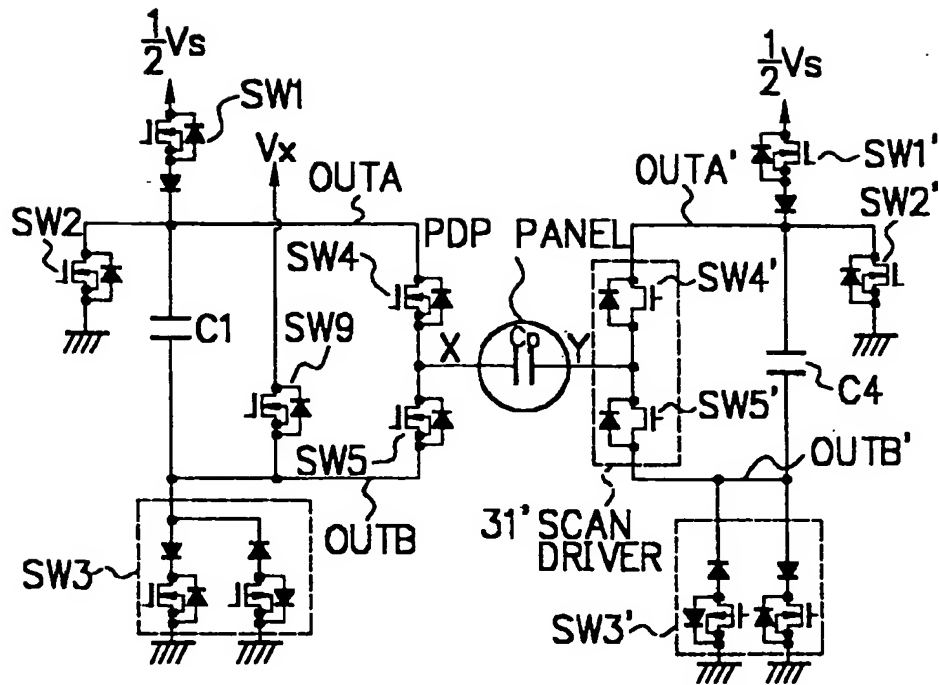 ½Vs
½Vs
SW1
Vx
SW1'
OUTA
OUTA'
SW2'
SW2
PDP PANEL
SW4
SW4'
C1
SW9
X
Cp
Y
C4
SW5'
SW5
OUTB'
OUTB
31' SCAN
DRIVER
SW3
SW3'